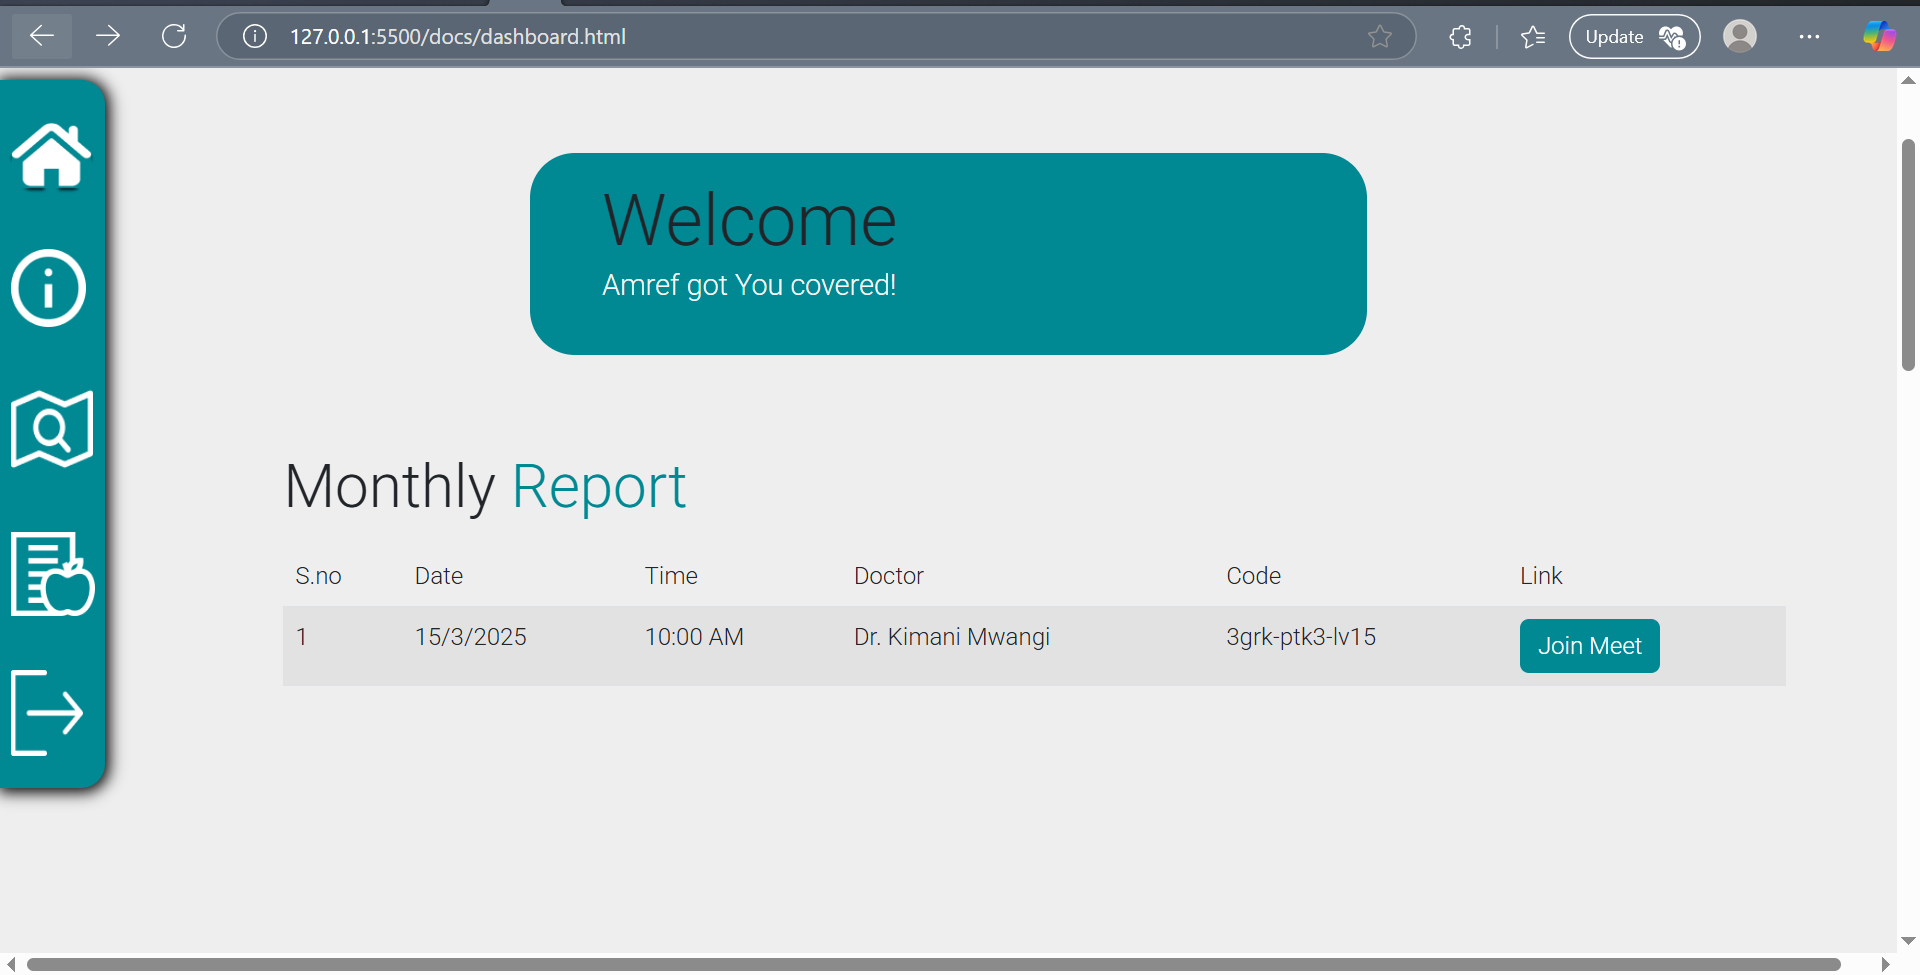 127.0.0.1:5500/docs/dashboard.html
Update
Welcome
Amref got You covered!
Monthly Report
S.no Date Time Doctor Code Link
1 15/3/2025 10:00 AM Dr. Kimani Mwangi 3grk-ptk3-lv15 Join Meet